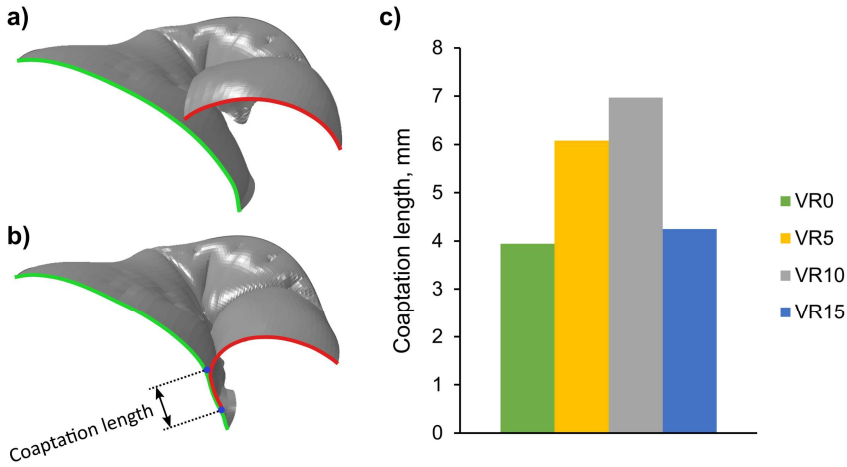 a)
b)
Coaptation length
c)
Coaptation length, mm
8
7
6
5
4
3
2
1
0
VR0
VR5
VR10
VR15